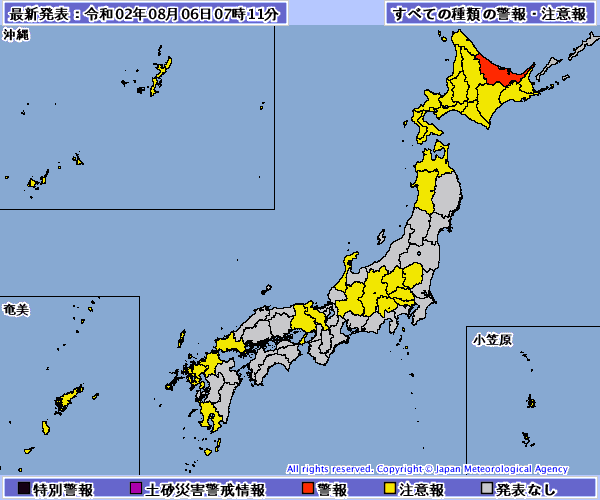 最新発表：令和02年08月06日07時11分
すべての種類の警報・注意報
沖縄
奄美
小笠原
All rights reserved. Copyright © Japan Meteorological Agency
特別警報 土砂災害警戒情報 警報 注意報 発表なし